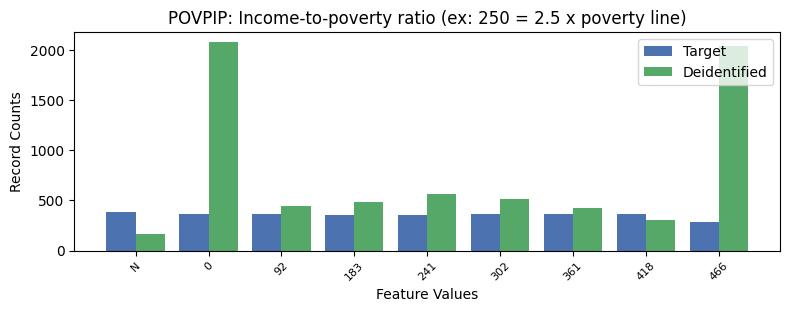 POVPIP: Income-to-poverty ratio (ex: 250 = 2.5 x poverty line)
2000
1500
1000
500
0
Record Counts
Target
Deidentified
N
0
92
183
241
302
361
418
466
Feature Values